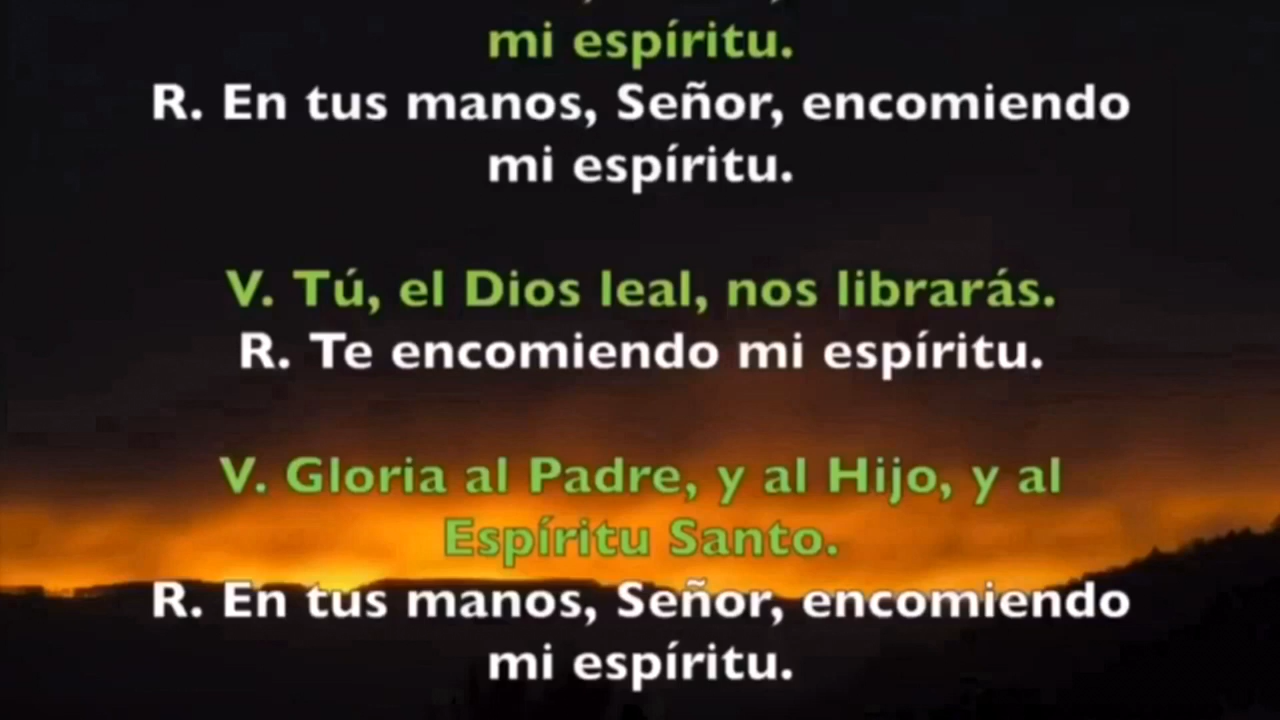 mi espíritu.
R. En tus manos, Señor, encomiendo
mi espíritu.
V. Tú, el Dios leal, nos librarás.
R. Te encomiendo mi espíritu.
V. Gloria al Padre, y al Hijo, y al
Espíritu Santo.
R. En tus manos, Señor, encomiendo
mi espíritu.